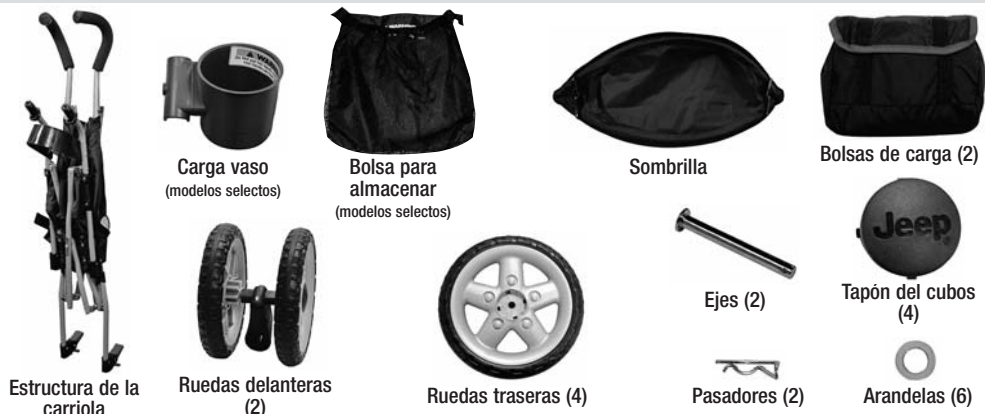 Carga vaso
(modelos selectos)
Bolsa para
almacenar
(modelos selectos)
Sombrilla
Bolsas de carga (2)
Estructura de la
carriola
Ruedas delanteras
(2)
Ruedas traseras (4)
Ejes (2)
Jeep
Tapón del cubos
(4)
Pasadores (2)
Arandelas (6)